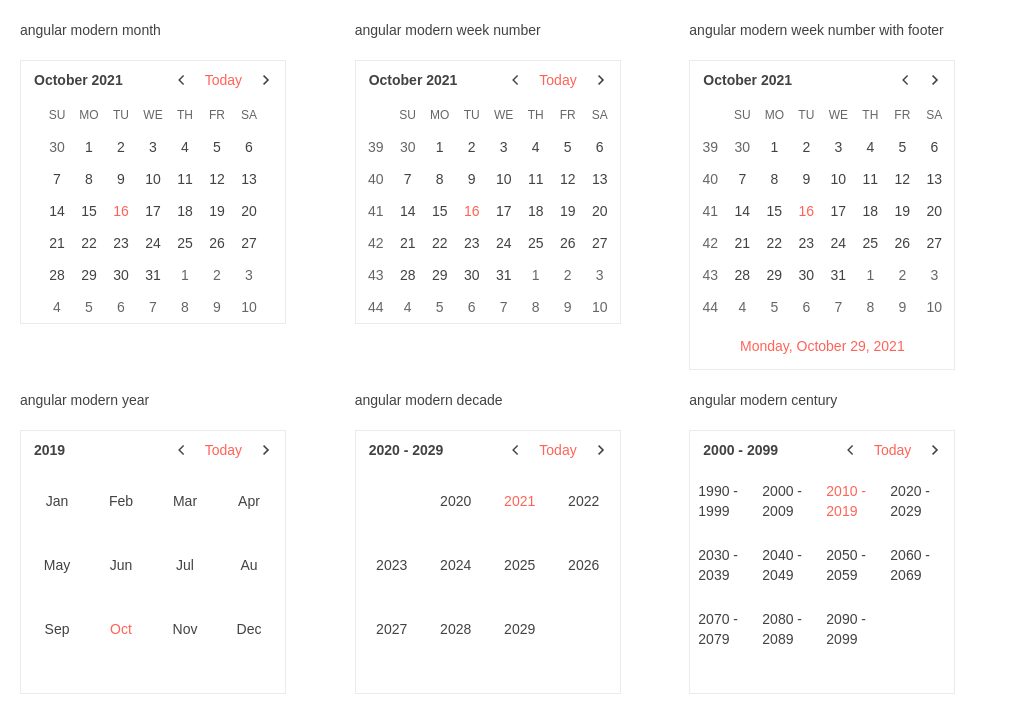 angular modern month
October 2021 Today
SU MO TU WE TH FR SA
30 1 2 3 4 5 6
7 8 9 10 11 12 13
14 15 16 17 18 19 20
21 22 23 24 25 26 27
28 29 30 31 1 2 3
4 5 6 7 8 9 10
angular modern week number
October 2021 Today
SU MO TU WE TH FR SA
39 30 1 2 3 4 5 6
40 7 8 9 10 11 12 13
41 14 15 16 17 18 19 20
42 21 22 23 24 25 26 27
43 28 29 30 31 1 2 3
44 4 5 6 7 8 9 10
angular modern week number with footer
October 2021
SU MO TU WE TH FR SA
39 30 1 2 3 4 5 6
40 7 8 9 10 11 12 13
41 14 15 16 17 18 19 20
42 21 22 23 24 25 26 27
43 28 29 30 31 1 2 3
44 4 5 6 7 8 9 10
Monday, October 29, 2021
angular modern year
2019 Today
Jan Feb Mar Apr
May Jun Jul Au
Sep Oct Nov Dec
angular modern decade
2020 - 2029 Today
2020 2021 2022
2023 2024 2025 2026
2027 2028 2029
angular modern century
2000 - 2099 Today
1990 - 2000 - 2010 - 2020 -
1999 2009 2019 2029
2030 - 2040 - 2050 - 2060 -
2039 2049 2059 2069
2070 - 2080 - 2090 -
2079 2089 2099